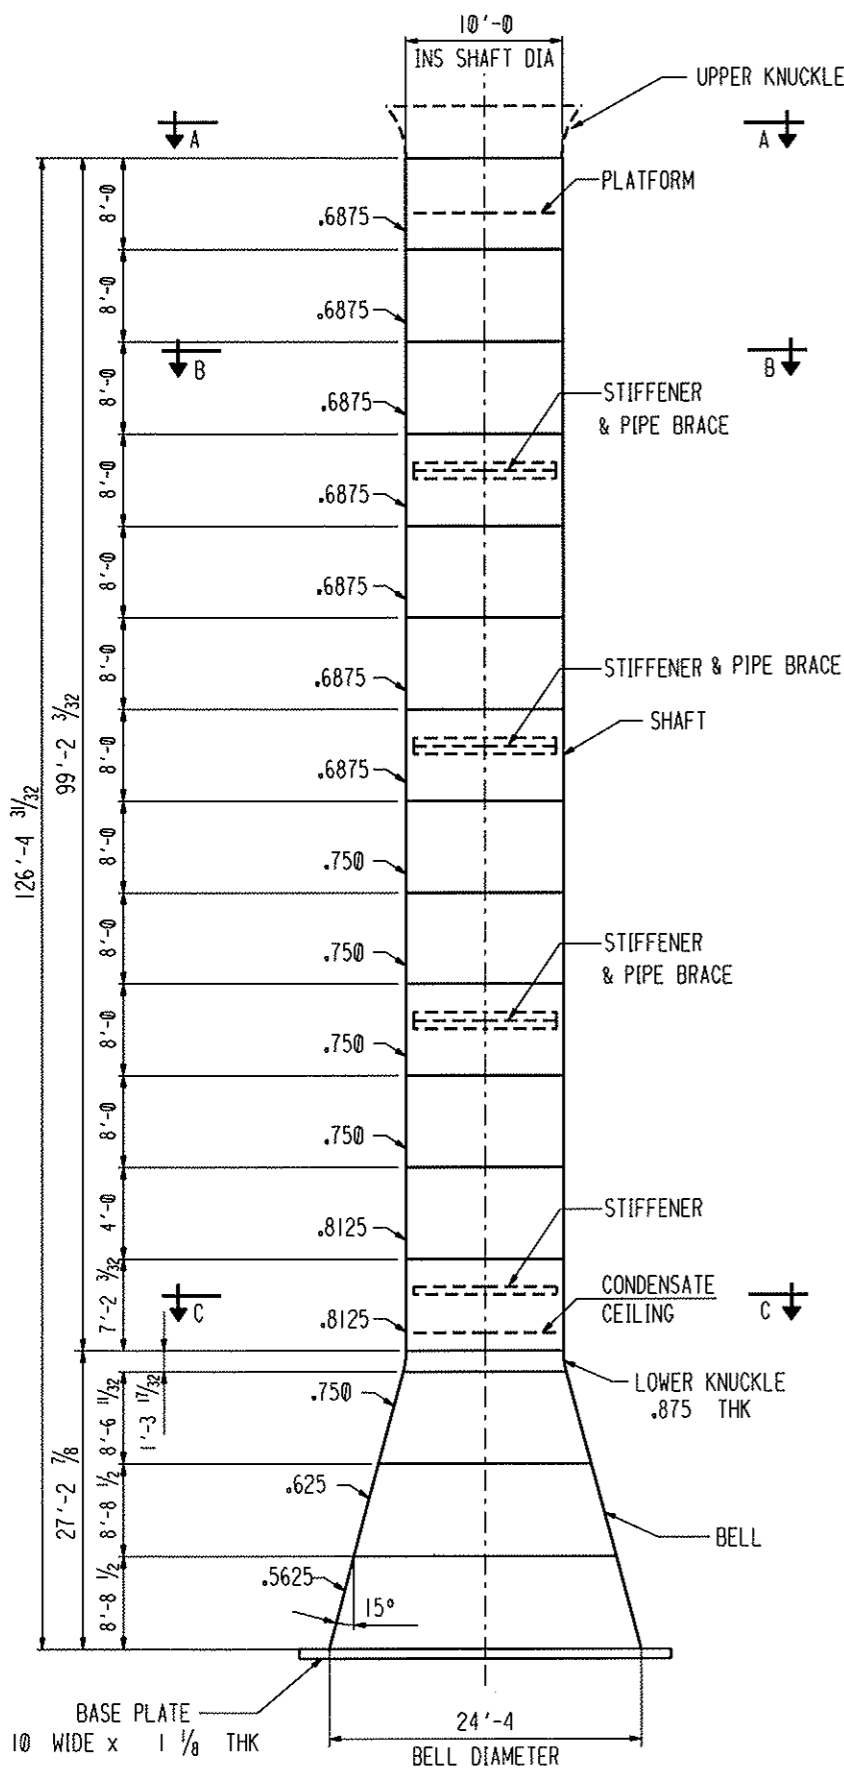 10'-0
INS SHAFT DIA
UPPER KNUCKLE
A
A
PLATFORM
8'-0
.6875
8'-0
.6875
B
B
8'-0
.6875
STIFFENER
& PIPE BRACE
8'-0
.6875
8'-0
.6875
8'-0
.6875
STIFFENER & PIPE BRACE
SHAFT
8'-0
.6875
99'-2 3/32
126'-4 31/32
8'-0
.750
8'-0
.750
STIFFENER
& PIPE BRACE
8'-0
.750
8'-0
.750
4'-0
.8125
STIFFENER
7'-2 3/32
C
C
.8125
CONDENSATE
CEILING
1'-3 17/32
LOWER KNUCKLE
.875 THK
8'-6 11/32
.750
27'-2 7/8
8'-8 1/2
.625
BELL
8'-8 1/2
.5625
15°
BASE PLATE
10 WIDE x 1 1/8 THK
24'-4
BELL DIAMETER